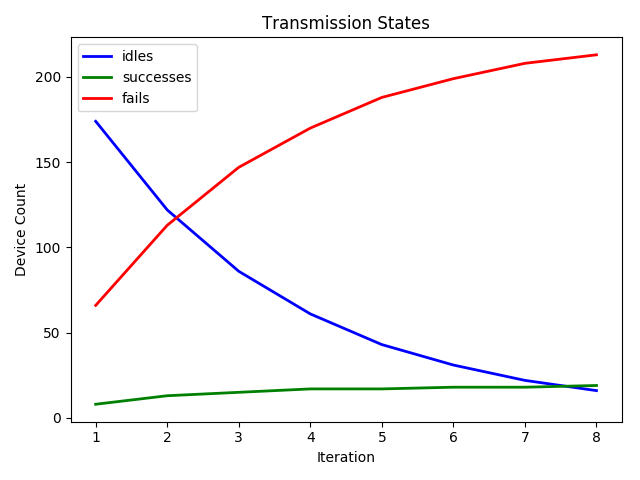 Transmission States
idles
successes
fails
Device Count
200
150
100
50
0
1 2 3 4 5 6 7 8
Iteration